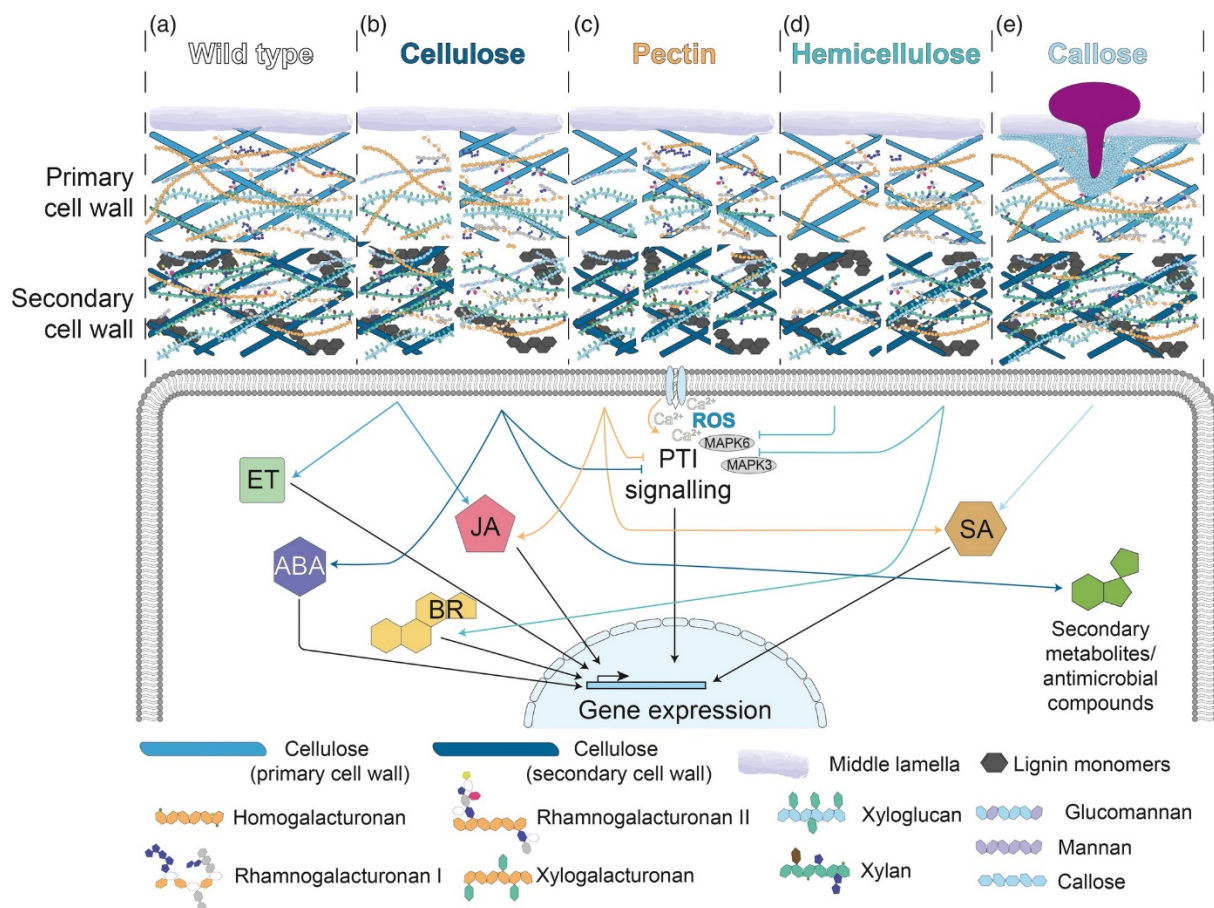 (a) (b) (c) (d) (e)
Wild type Cellulose Pectin Hemicellulose Callose
Primary
cell wall
Secondary
cell wall
Ca²⁺
Ca²⁺ ROS
Ca²⁺ MAPK6
PTI MAPK3
signalling
ET
JA
SA
ABA
BR
Secondary
metabolites/
antimicrobial
compounds
Gene expression
Cellulose
(primary cell wall)
Cellulose
(secondary cell wall)
Middle lamella
Lignin monomers
Homogalacturonan
Rhamnogalacturonan II
Xyloglucan
Glucomannan
Mannan
Rhamnogalacturonan I
Xylogalacturonan
Xylan
Callose